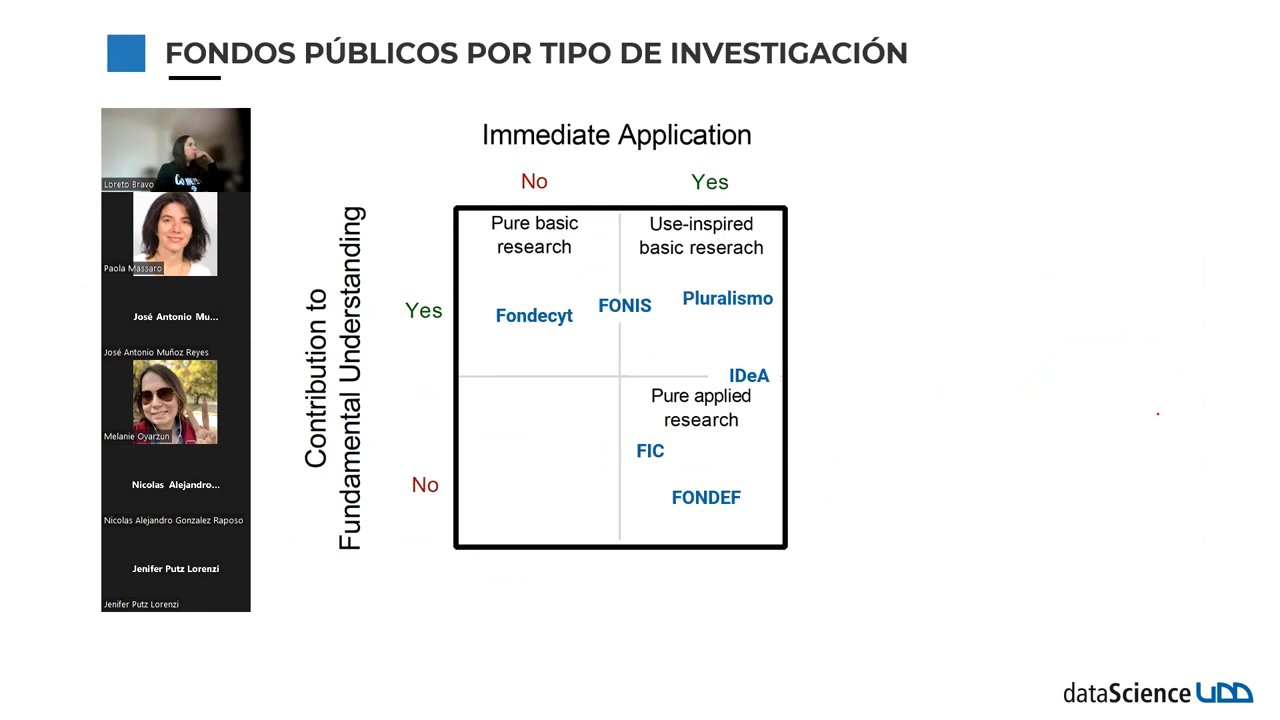 FONDOS PÚBLICOS POR TIPO DE INVESTIGACIÓN
Loreto Bravo
Paola Massaro
José Antonio Mu...
José Antonio Muñoz Reyes
Melanie Oyarzun
Nicolas Alejandro...
Nicolas Alejandro Gonzalez Raposo
Jenifer Putz Lorenzi
Jenifer Putz Lorenzi
Immediate Application
No
Yes
Contribution to
Fundamental Understanding
Yes
No
Pure basic
research
Use-inspired
basic reserach
Fondecyt
FONIS
Pluralismo
IDeA
Pure applied
research
FIC
FONDEF
dataScience UDD